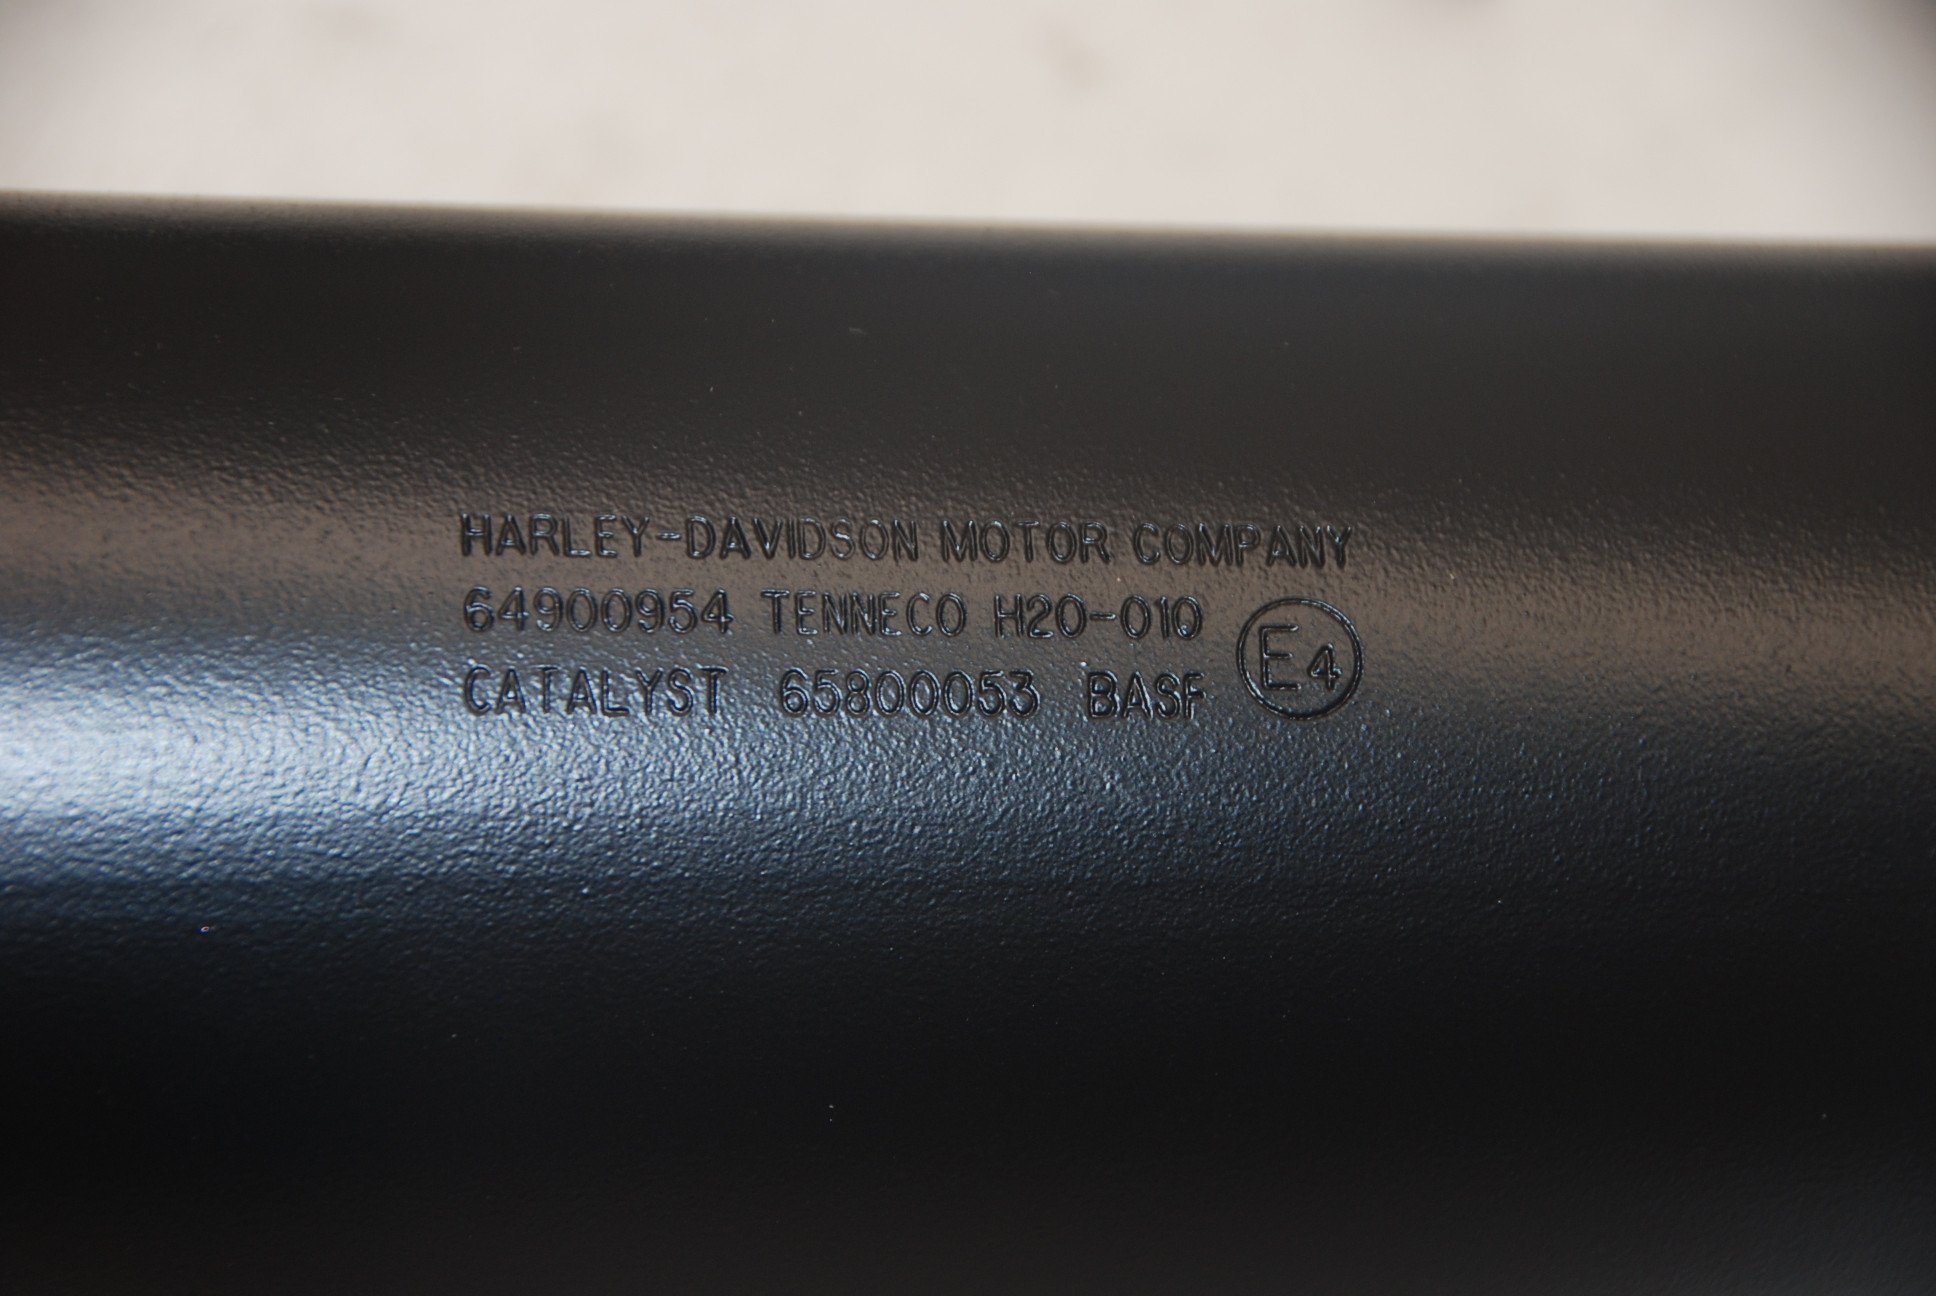 HARLEY-DAVIDSON MOTOR COMPANY
64900954 TENNECO H20-010
CATALYST 65800053 BASF E4